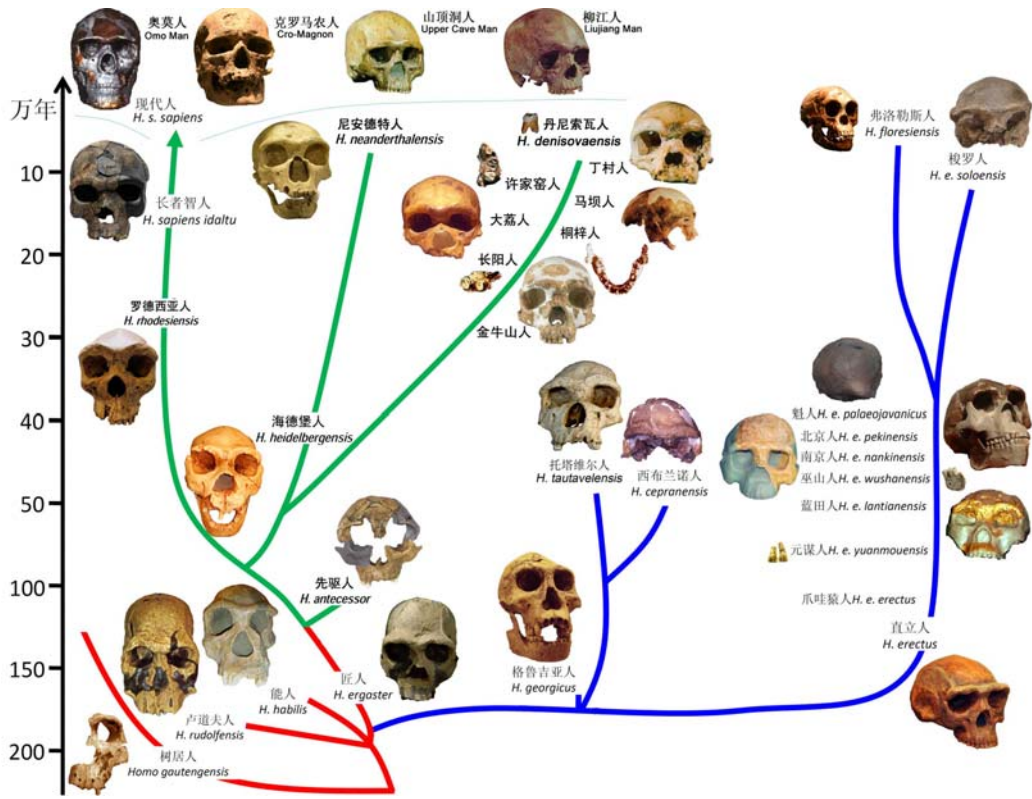 奥莫人
Omo Man
克罗马农人
Cro-Magnon
山顶洞人
Upper Cave Man
柳江人
Liujiang Man
万年
现代人
H. s. sapiens
尼安德特人
H. neanderthalensis
丹尼索瓦人
H. denisovaensis
弗洛勒斯人
H. floresiensis
梭罗人
H. e. soloensis
10
丁村人
许家窑人
长者智人
H. sapiens idaltu
马坝人
大荔人
桐梓人
20
长阳人
罗德西亚人
H. rhodesiensis
金牛山人
30
40
海德堡人
H. heidelbergensis
魁人H. e. palaeojavanicus
北京人H. e. pekinensis
南京人H. e. nankinensis
托塔维尔人
H. tautavelensis
西布兰诺人
H. cepranensis
巫山人H. e. wushanensis
50
蓝田人H. e. lantianensis
元谋人H. e. yuanmouensis
100
先驱人
H. antecessor
爪哇猿人H. e. erectus
直立人
H. erectus
150
格鲁吉亚人
H. georgicus
匠人
H. ergaster
能人
H. habilis
卢道夫人
H. rudolfensis
200
树居人
Homo gautengensis